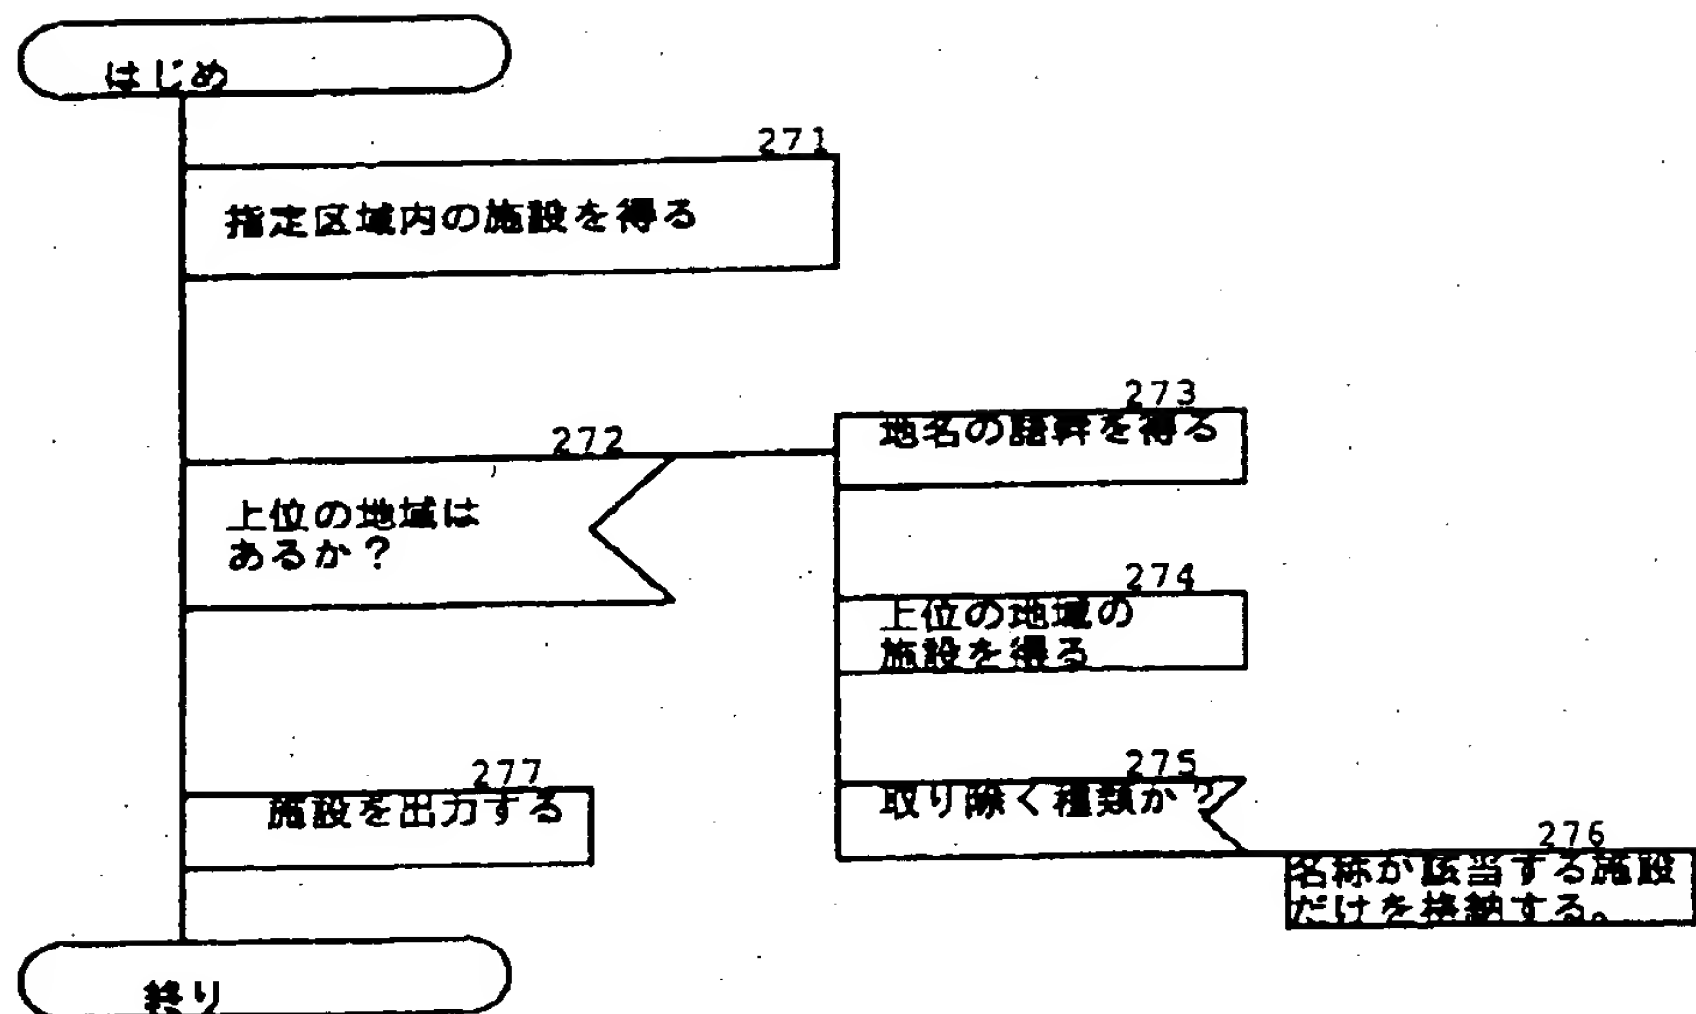 はじめ
271
指定区域内の施設を得る
272
上位の地域は
あるか？
273
地名の語幹を得る
274
上位の地域の
施設を得る
275
取り除く種類か？
276
名称が該当する施設
だけを格納する。
277
施設を出力する
終り